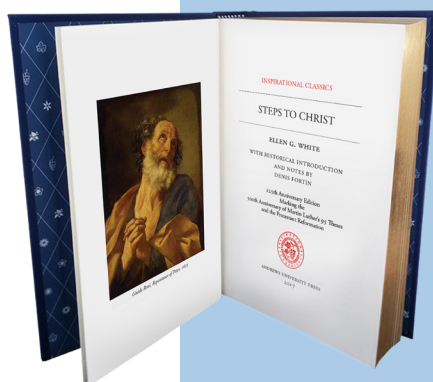 Guido Reni, Repentance of Peter, 1635
INSPIRATIONAL CLASSICS
STEPS TO CHRIST
ELLEN G. WHITE
WITH HISTORICAL INTRODUCTION
AND NOTES BY
DENIS FORTIN
125th Anniversary Edition
Marking the
500th Anniversary of Martin Luther's 95 Theses
and the Protestant Reformation
ANDREWS UNIVERSITY PRESS
2017